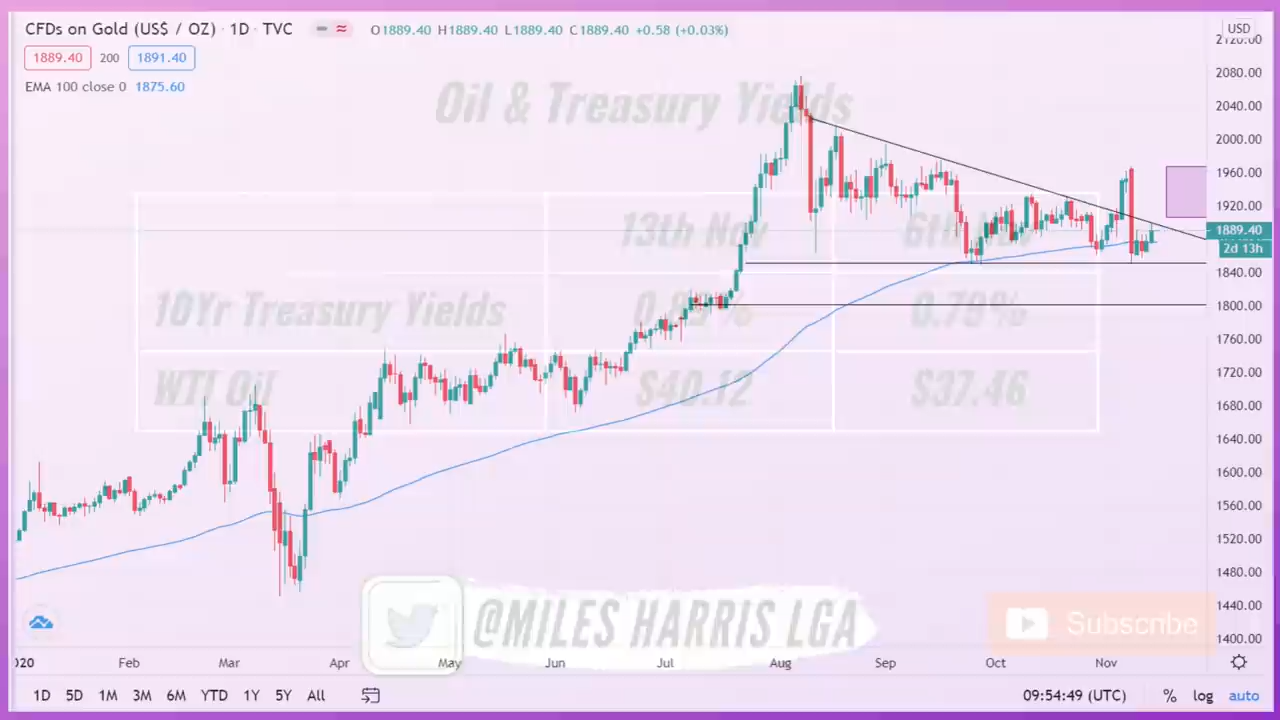 CFDs on Gold (US$ / OZ) · 1D · TVC
O1889.40 H1889.40 L1889.40 C1889.40 +0.58 (+0.03%)
USD
1889.40 200 1891.40
EMA 100 close 0 1875.60
Oil & Treasury Yields
13th Nov
10Yr Treasury Yields 0.79%
WTI Oil $40.12 $37.46
2120.00
2080.00
2040.00
2000.00
1960.00
1920.00
1889.40
2d 13h
1840.00
1800.00
1760.00
1720.00
1680.00
1640.00
1600.00
1560.00
1520.00
1480.00
1440.00
1400.00
@MILES HARRIS LGA
Subscribe
2020 Feb Mar Apr May Jun Jul Aug Sep Oct Nov
1D 5D 1M 3M 6M YTD 1Y 5Y All
09:54:49 (UTC) % log auto